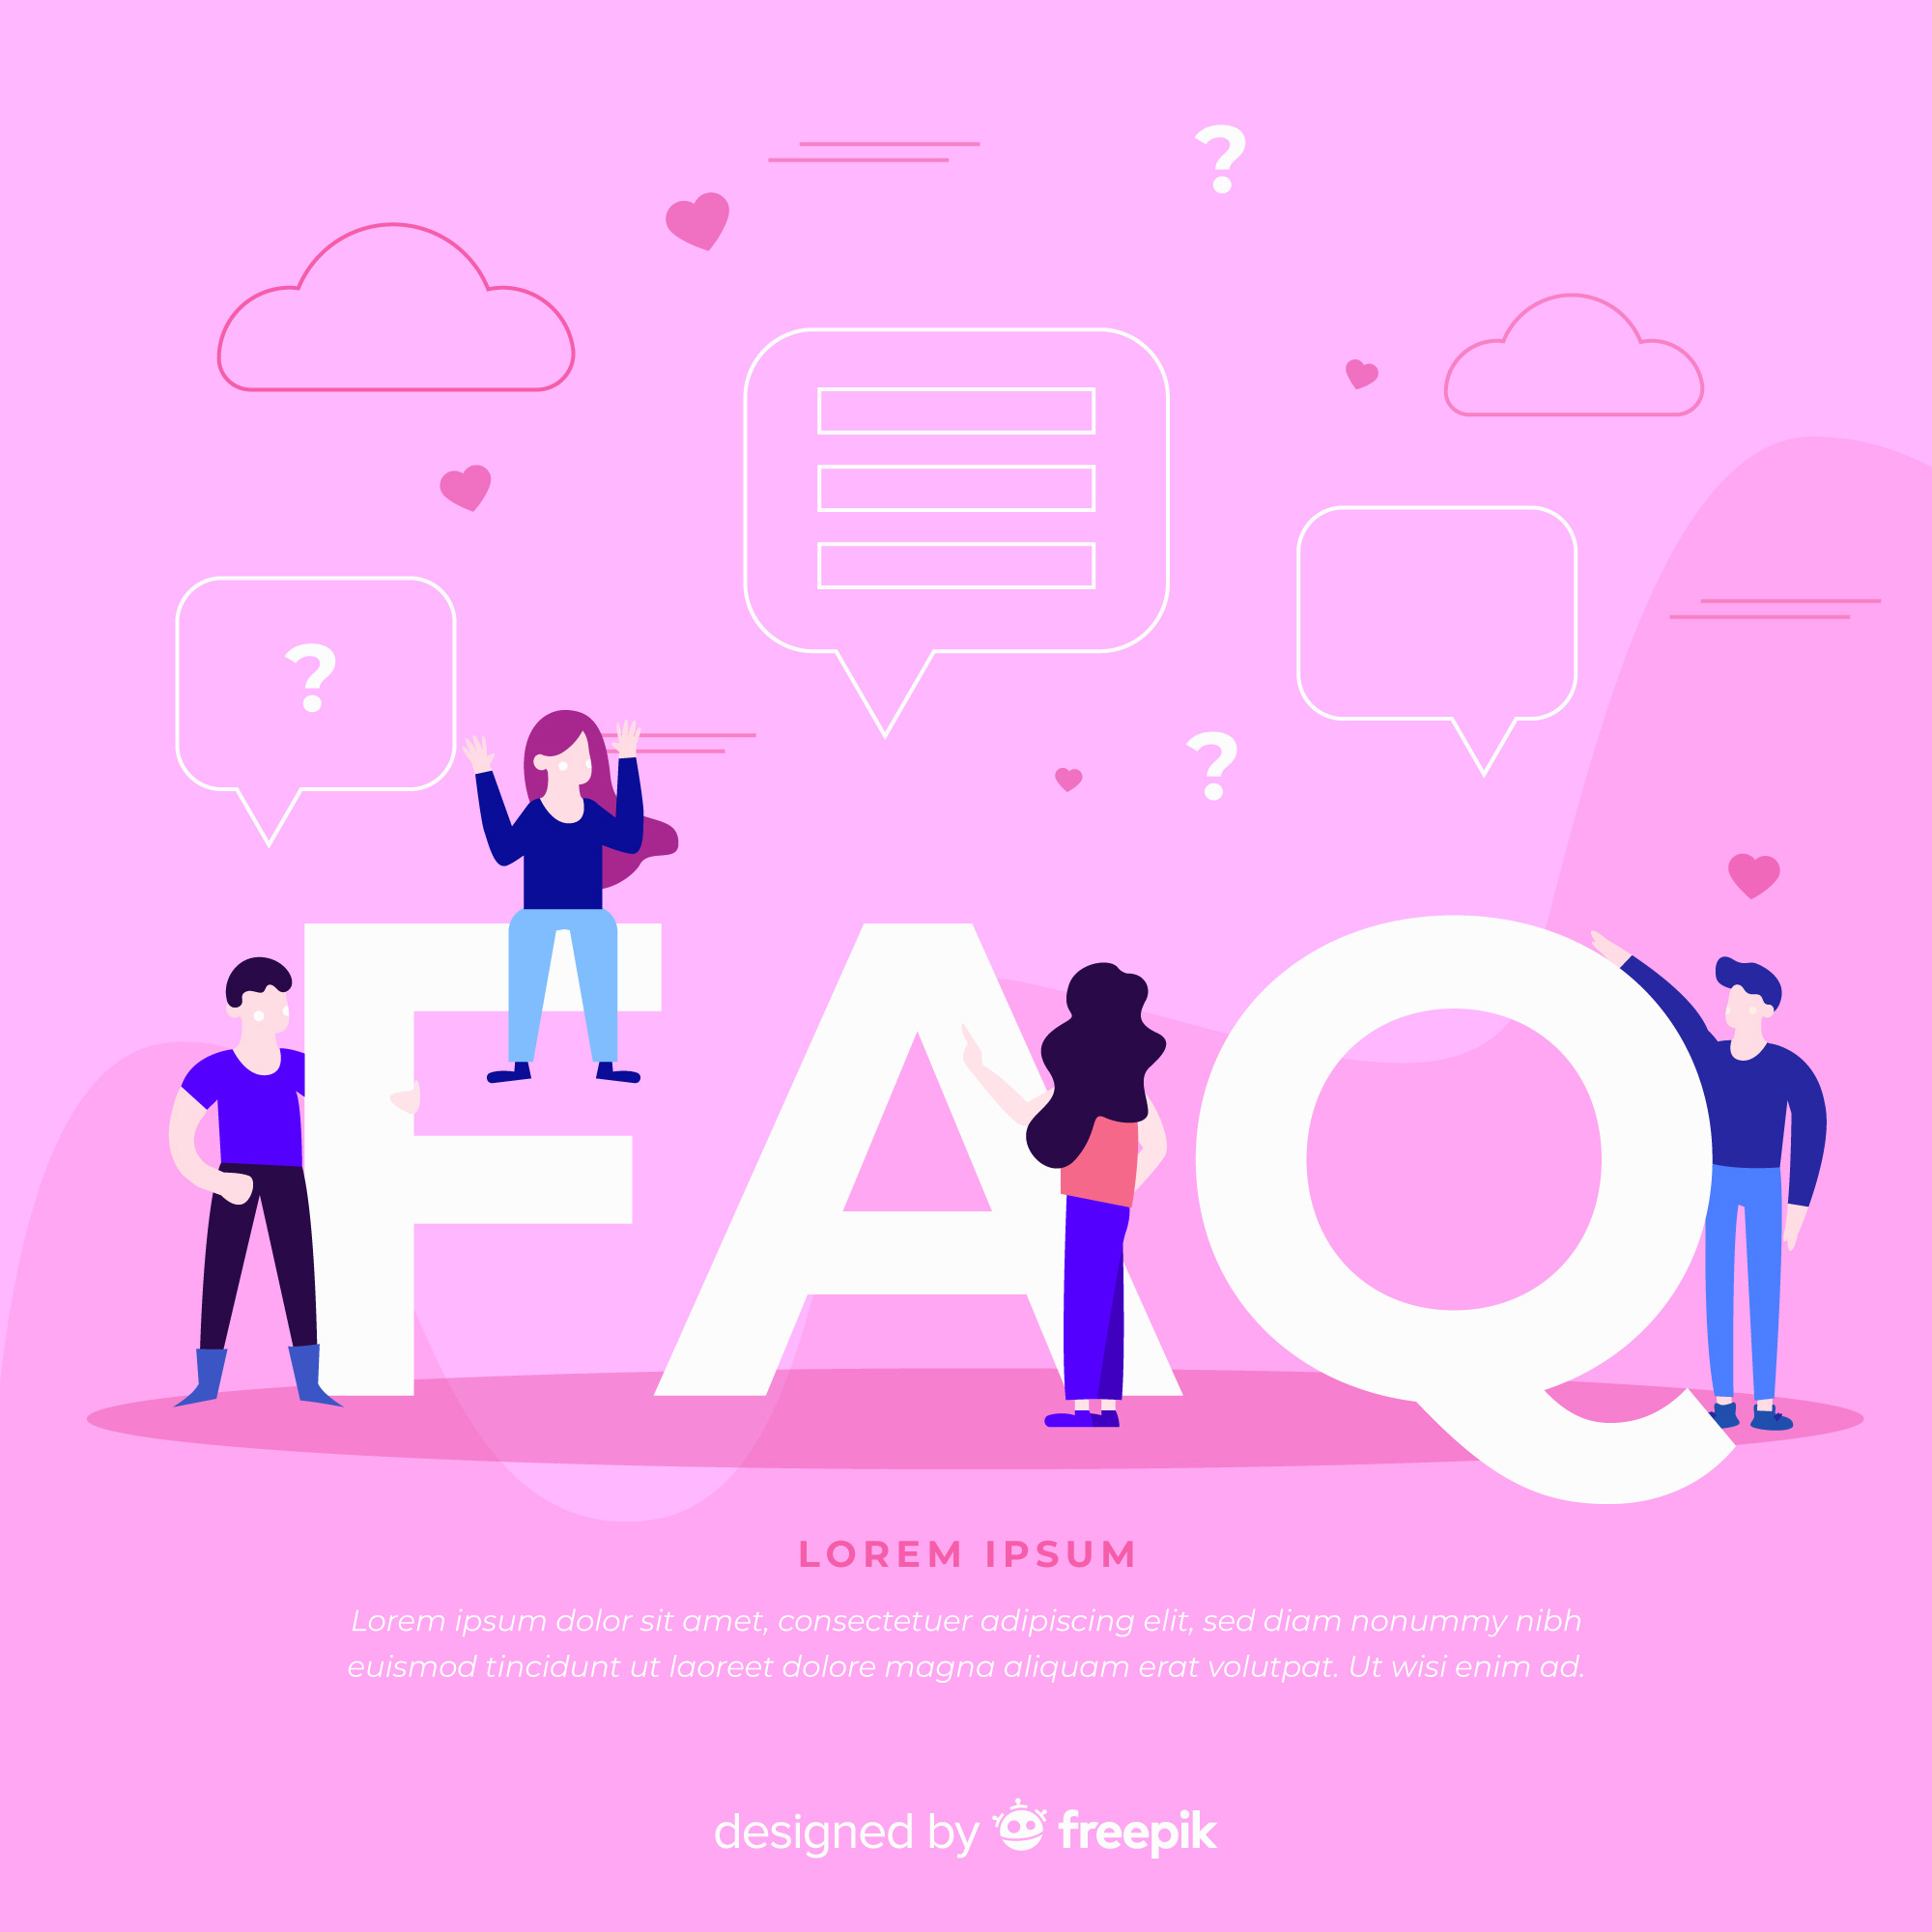 ?
?
?
FAQ
LOREM IPSUM
Lorem ipsum dolor sit amet, consectetuer adipiscing elit, sed diam nonummy nibh
euismod tincidunt ut laoreet dolore magna aliquam erat volutpat. Ut wisi enim ad.
designed by freepik